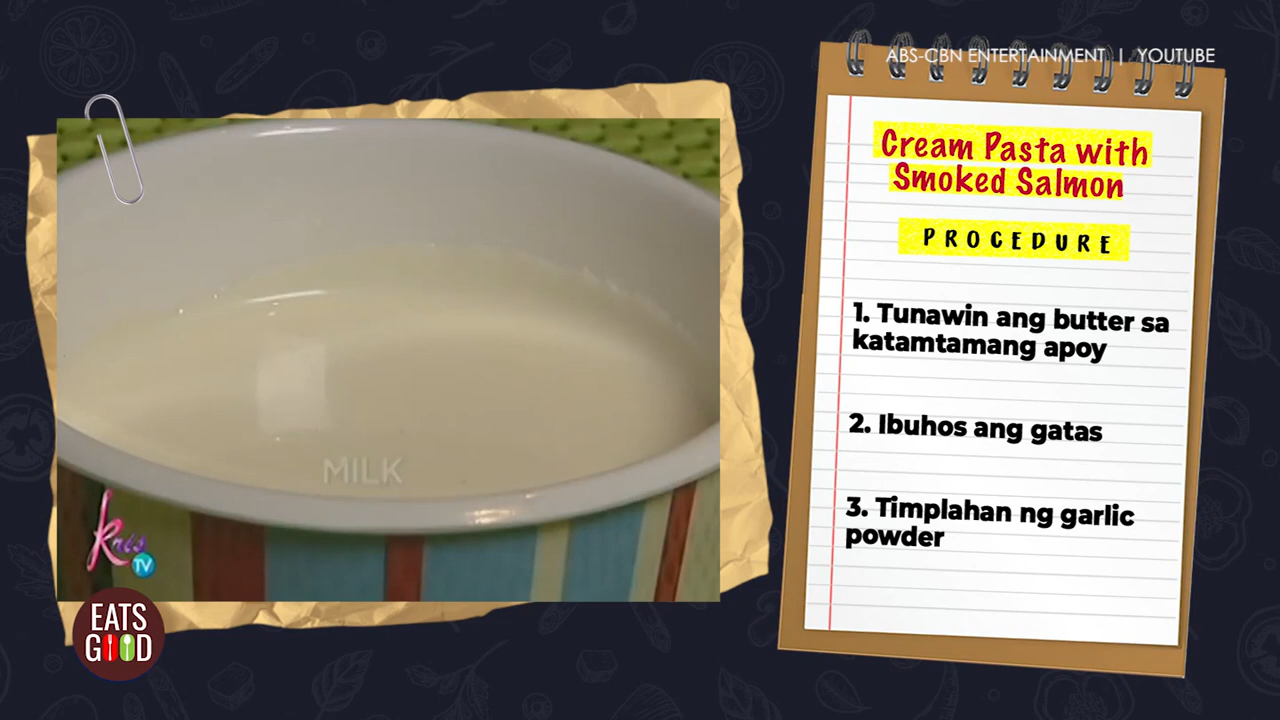 ABS-CBN ENTERTAINMENT | YOUTUBE
Cream Pasta with
Smoked Salmon
PROCEDURE
1. Tunawin ang butter sa
katamtamang apoy
2. Ibuhos ang gatas
3. Timplahan ng garlic
powder
MILK
Kris
TV
EATS
GOOD